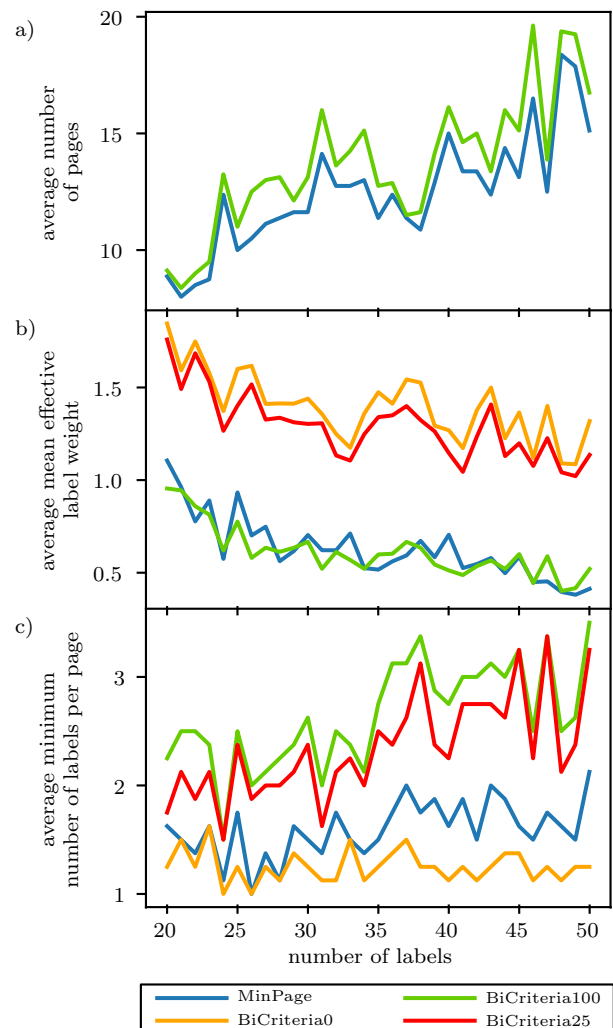 a)
20
15
10
average number
of pages
b)
1.5
1.0
0.5
average mean effective
label weight
c)
3
2
1
average minimum
number of labels per page
20 25 30 35 40 45 50
number of labels
MinPage BiCriteria100
BiCriteria0 BiCriteria25